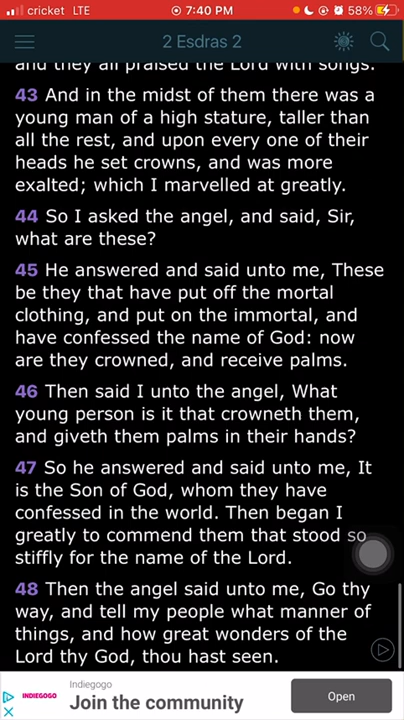 cricket LTE 7:40 PM 58%
2 Esdras 2
and they all praised the Lord with songs.
43 And in the midst of them there was a
young man of a high stature, taller than
all the rest, and upon every one of their
heads he set crowns, and was more
exalted; which I marvelled at greatly.
44 So I asked the angel, and said, Sir,
what are these?
45 He answered and said unto me, These
be they that have put off the mortal
clothing, and put on the immortal, and
have confessed the name of God: now
are they crowned, and receive palms.
46 Then said I unto the angel, What
young person is it that crowneth them,
and giveth them palms in their hands?
47 So he answered and said unto me, It
is the Son of God, whom they have
confessed in the world. Then began I
greatly to commend them that stood so
stiffly for the name of the Lord.
48 Then the angel said unto me, Go thy
way, and tell my people what manner of
things, and how great wonders of the
Lord thy God, thou hast seen.
Indiegogo
INDIEGOGO
Join the community
Open